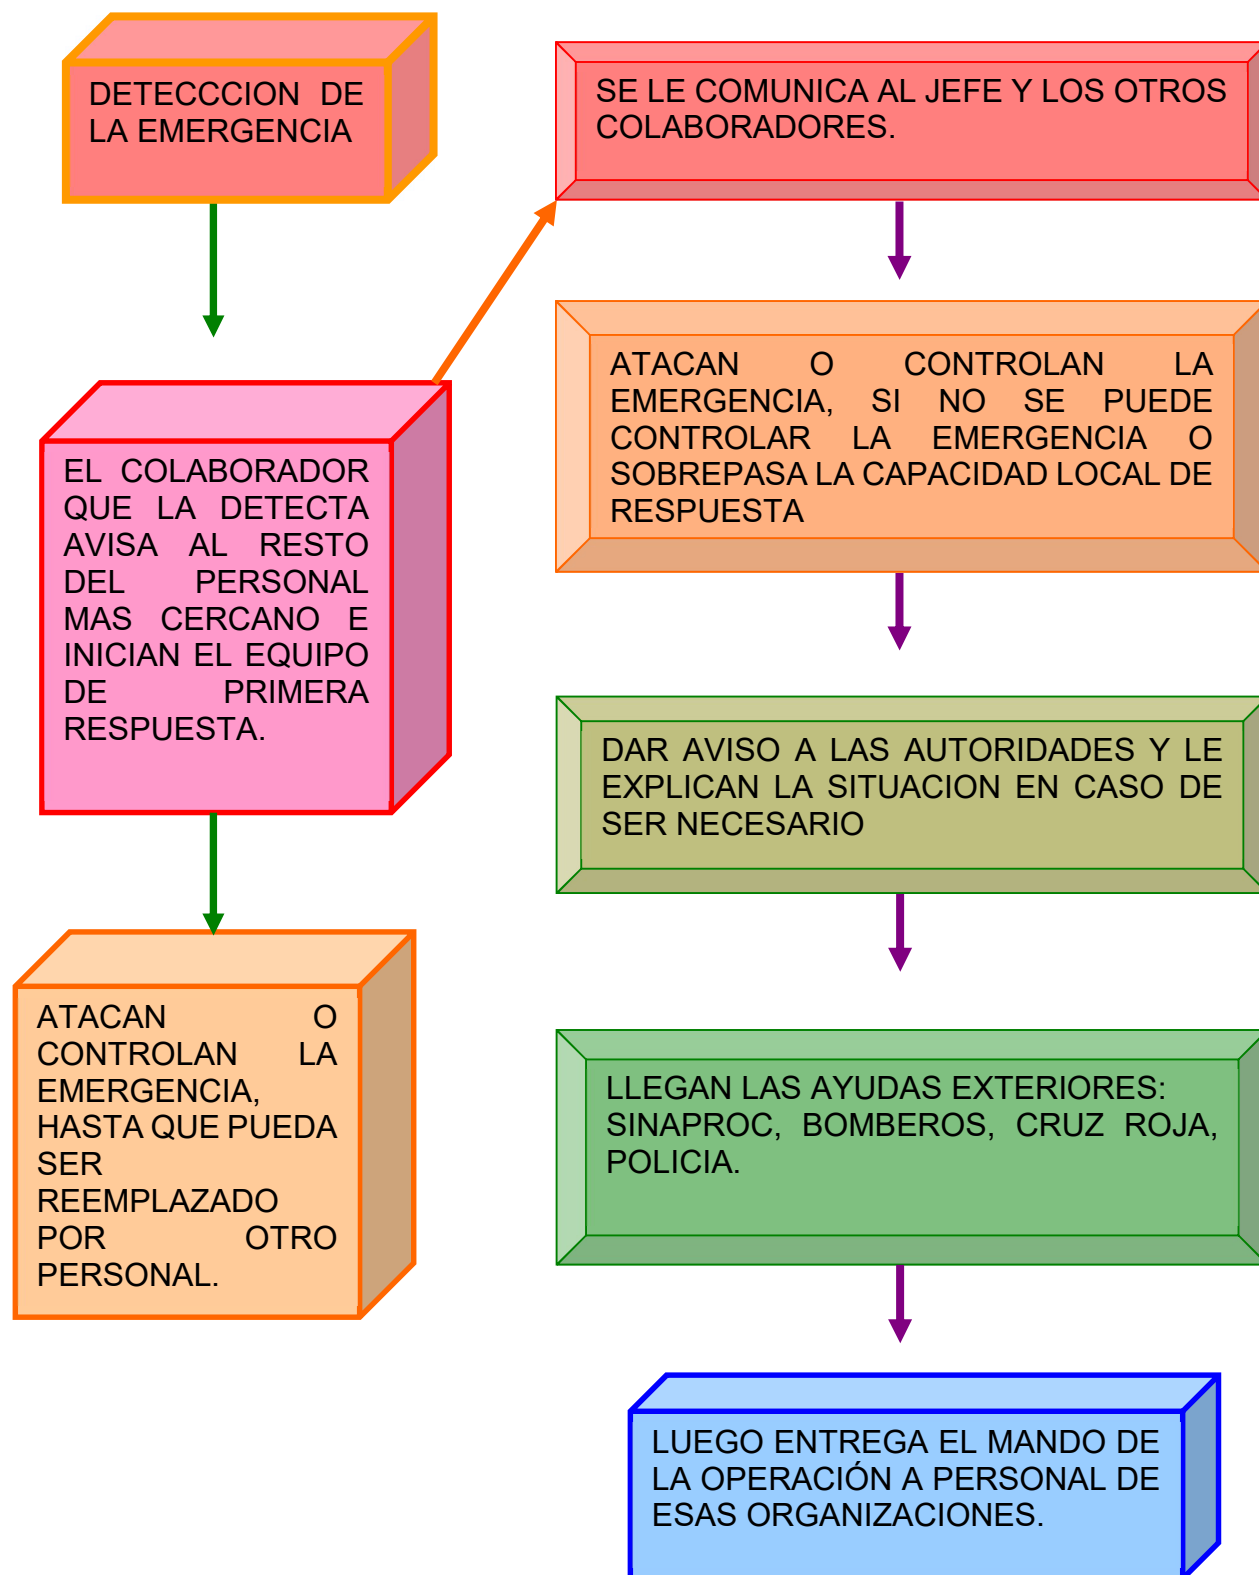 DETECCCION DE
LA EMERGENCIA
EL COLABORADOR
QUE LA DETECTA
AVISA AL RESTO
DEL PERSONAL
MAS CERCANO E
INICIAN EL EQUIPO
DE PRIMERA
RESPUESTA.
ATACAN O
CONTROLAN LA
EMERGENCIA,
HASTA QUE PUEDA
SER
REEMPLAZADO
POR OTRO
PERSONAL.
SE LE COMUNICA AL JEFE Y LOS OTROS
COLABORADORES.
ATACAN O CONTROLAN LA
EMERGENCIA, SI NO SE PUEDE
CONTROLAR LA EMERGENCIA O
SOBREPASA LA CAPACIDAD LOCAL DE
RESPUESTA
DAR AVISO A LAS AUTORIDADES Y LE
EXPLICAN LA SITUACION EN CASO DE
SER NECESARIO
LLEGAN LAS AYUDAS EXTERIORES:
SINAPROC, BOMBEROS, CRUZ ROJA,
POLICIA.
LUEGO ENTREGA EL MANDO DE
LA OPERACIÓN A PERSONAL DE
ESAS ORGANIZACIONES.